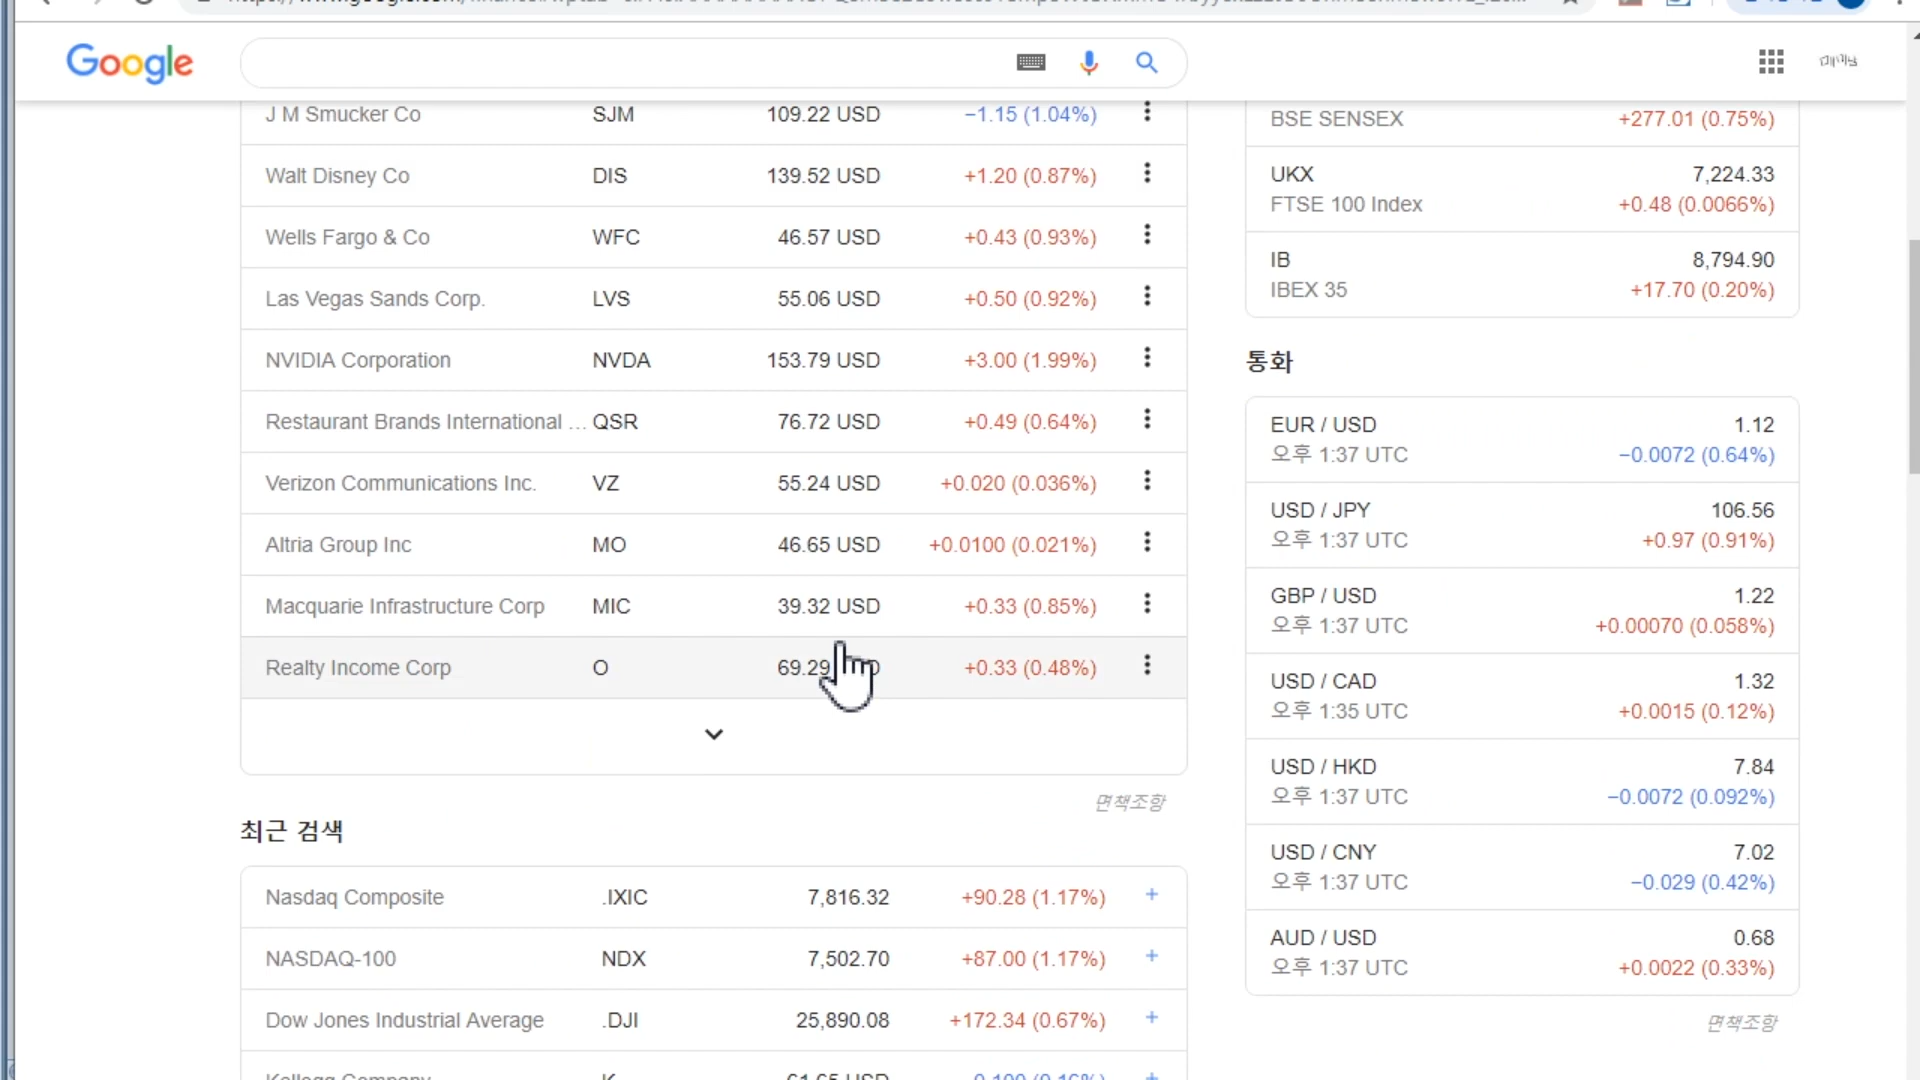 Google
J M Smucker Co SJM 109.22 USD −1.15 (1.04%)
Walt Disney Co DIS 139.52 USD +1.20 (0.87%)
Wells Fargo & Co WFC 46.57 USD +0.43 (0.93%)
Las Vegas Sands Corp. LVS 55.06 USD +0.50 (0.92%)
NVIDIA Corporation NVDA 153.79 USD +3.00 (1.99%)
Restaurant Brands International ... QSR 76.72 USD +0.49 (0.64%)
Verizon Communications Inc. VZ 55.24 USD +0.020 (0.036%)
Altria Group Inc MO 46.65 USD +0.0100 (0.021%)
Macquarie Infrastructure Corp MIC 39.32 USD +0.33 (0.85%)
Realty Income Corp O 69.29 +0.33 (0.48%)
면책조항
최근 검색
Nasdaq Composite .IXIC 7,816.32 +90.28 (1.17%) +
NASDAQ-100 NDX 7,502.70 +87.00 (1.17%) +
Dow Jones Industrial Average .DJI 25,890.08 +172.34 (0.67%) +
BSE SENSEX +277.01 (0.75%)
UKX 7,224.33
FTSE 100 Index +0.48 (0.0066%)
IB 8,794.90
IBEX 35 +17.70 (0.20%)
통화
EUR / USD 1.12
오후 1:37 UTC −0.0072 (0.64%)
USD / JPY 106.56
오후 1:37 UTC +0.97 (0.91%)
GBP / USD 1.22
오후 1:37 UTC +0.00070 (0.058%)
USD / CAD 1.32
오후 1:35 UTC +0.0015 (0.12%)
USD / HKD 7.84
오후 1:37 UTC −0.0072 (0.092%)
USD / CNY 7.02
오후 1:37 UTC −0.029 (0.42%)
AUD / USD 0.68
오후 1:37 UTC +0.0022 (0.33%)
면책조항